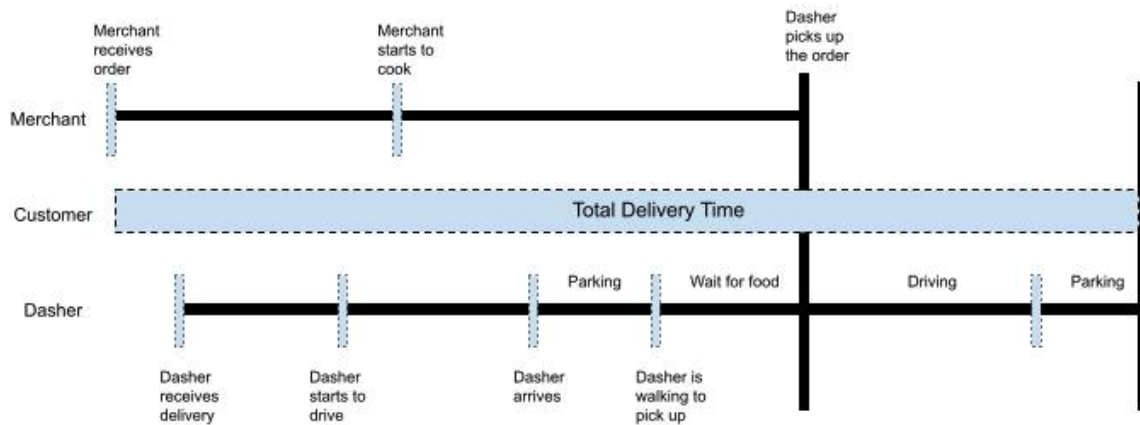 Merchant
receives
order
Merchant
starts to
cook
Dasher
picks up
the order
Merchant
Customer
Total Delivery Time
Dasher
Parking
Wait for food
Driving
Parking
Dasher
receives
delivery
Dasher
starts to
drive
Dasher
arrives
Dasher is
walking to
pick up